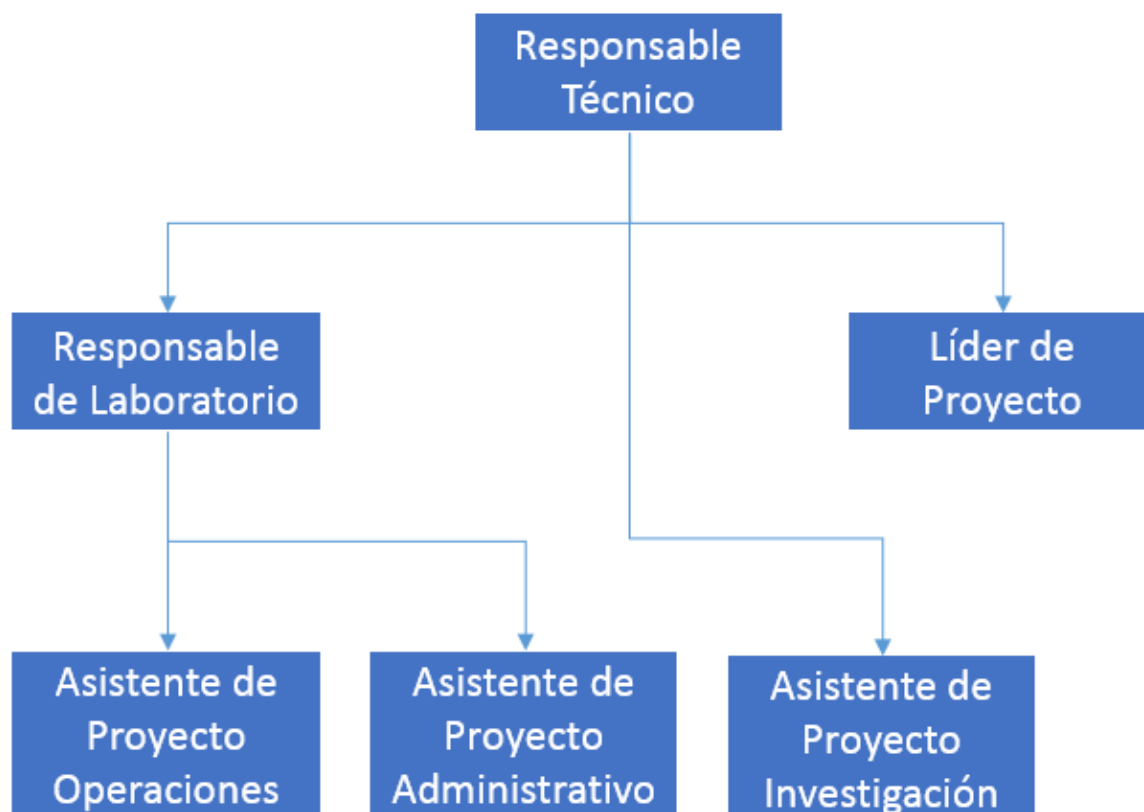 Responsable
Técnico
Responsable
de Laboratorio
Líder de
Proyecto
Asistente de
Proyecto
Operaciones
Asistente de
Proyecto
Administrativo
Asistente de
Proyecto
Investigación